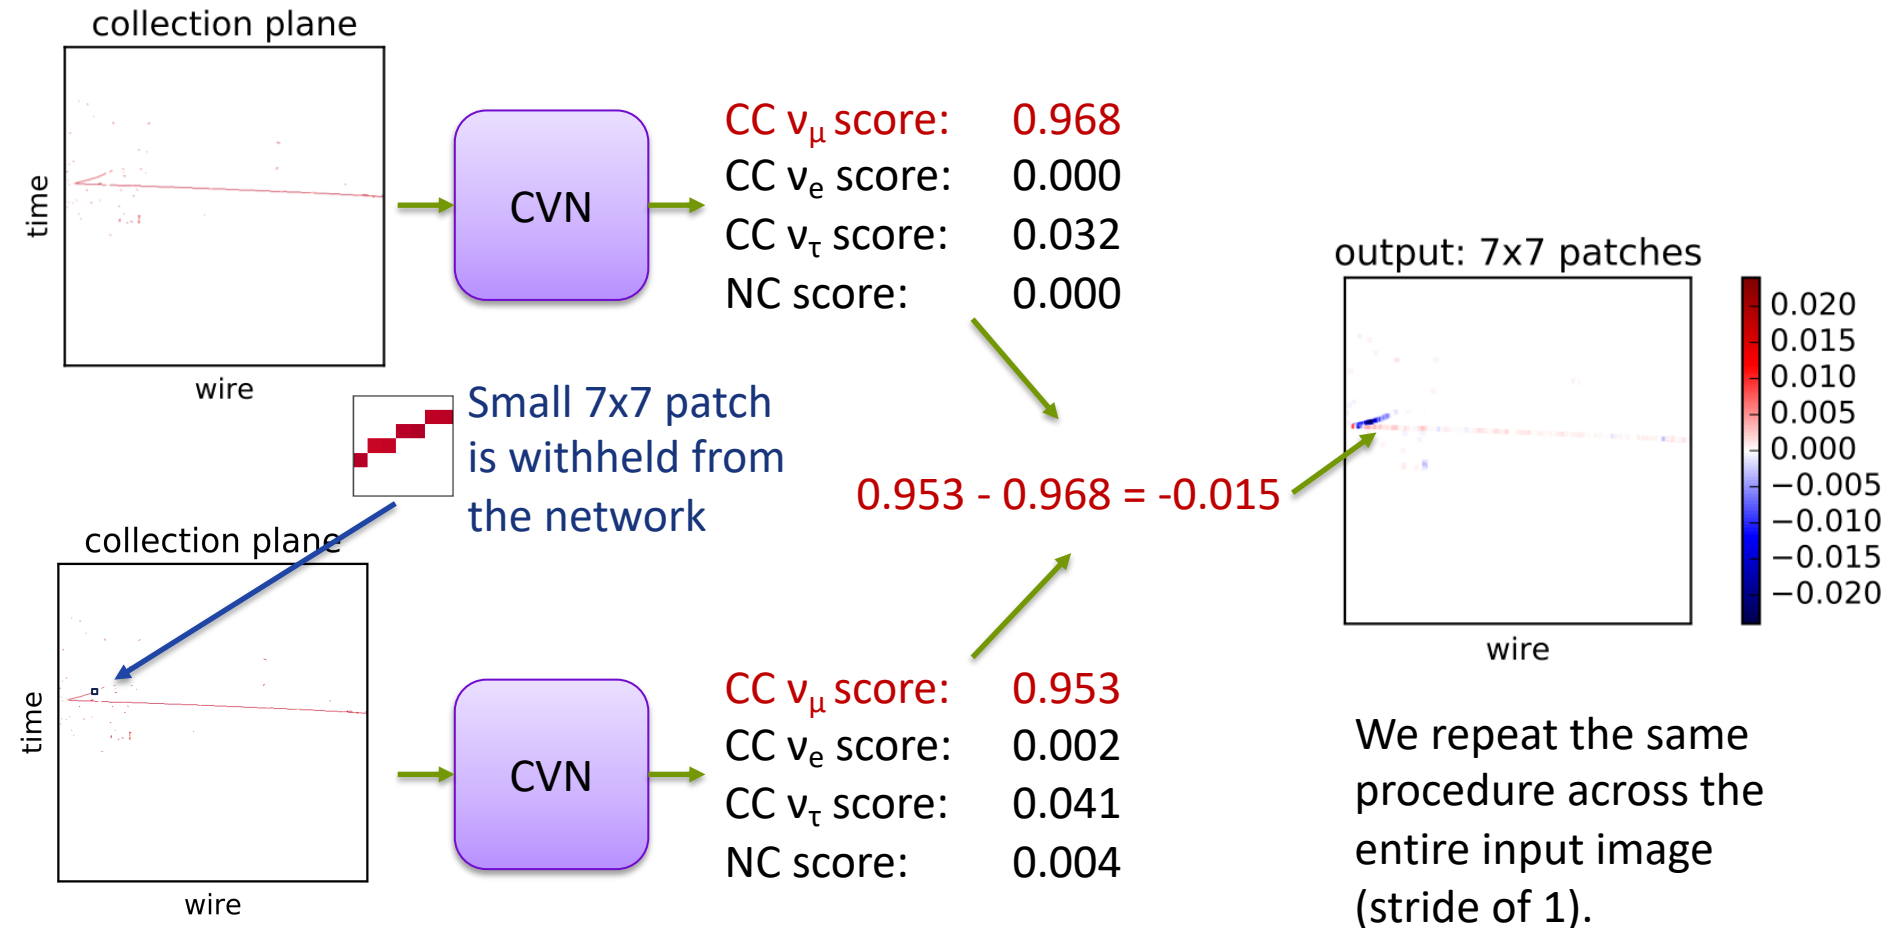 collection plane
time
wire
CVN
CC νμ score: 0.968
CC νe score: 0.000
CC ντ score: 0.032
NC score: 0.000
Small 7x7 patch
is withheld from
the network
collection plane
time
wire
CVN
CC νμ score: 0.953
CC νe score: 0.002
CC ντ score: 0.041
NC score: 0.004
0.953 - 0.968 = -0.015
output: 7x7 patches
wire
0.020
0.015
0.010
0.005
0.000
−0.005
−0.010
−0.015
−0.020
We repeat the same
procedure across the
entire input image
(stride of 1).